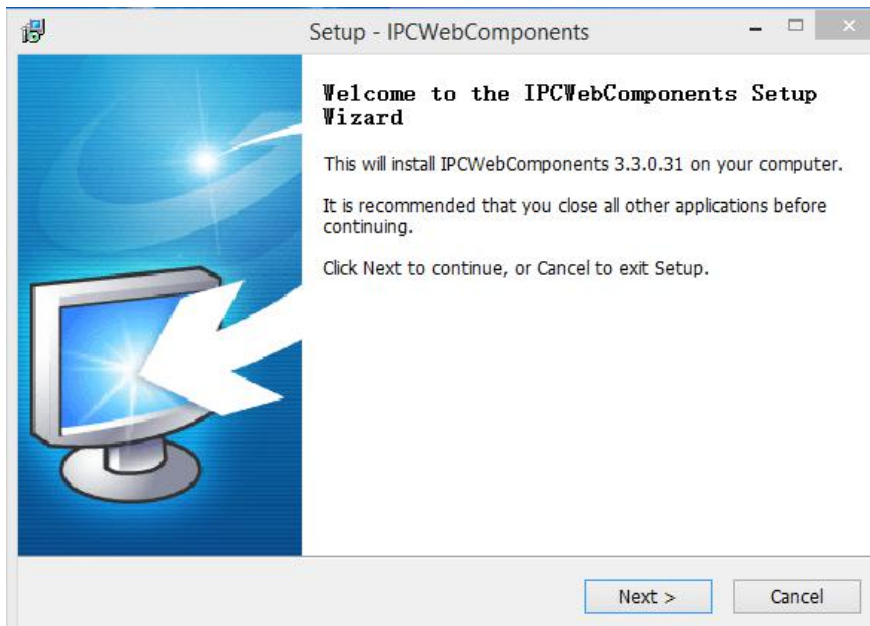 Setup - IPCWebComponents
Welcome to the IPCWebComponents Setup
Wizard
This will install IPCWebComponents 3.3.0.31 on your computer.
It is recommended that you close all other applications before
continuing.
Click Next to continue, or Cancel to exit Setup.
Next >
Cancel